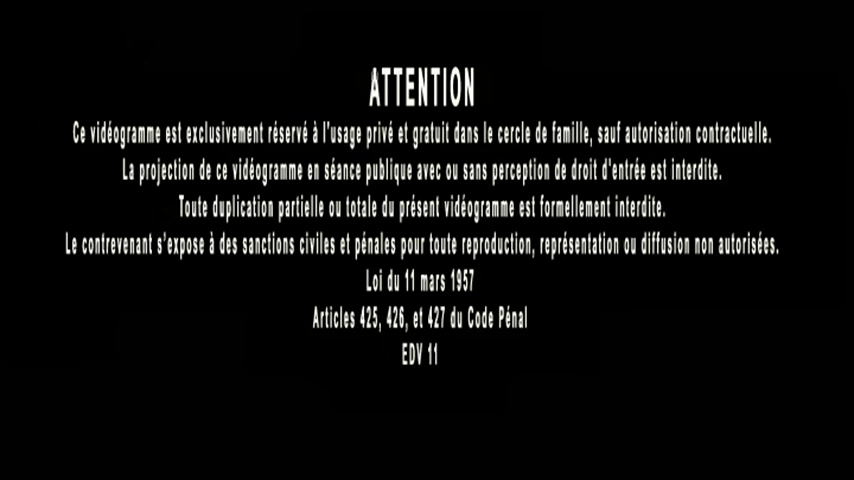 ATTENTION
Ce vidéogramme est exclusivement réservé à l'usage privé et gratuit dans le cercle de famille, sauf autorisation contractuelle.
La projection de ce vidéogramme en séance publique avec ou sans perception de droit d'entrée est interdite.
Toute duplication partielle ou totale du présent vidéogramme est formellement interdite.
Le contrevenant s'expose à des sanctions civiles et pénales pour toute reproduction, représentation ou diffusion non autorisées.
Loi du 11 mars 1957
Articles 425, 426, et 427 du Code Pénal
EDV 11